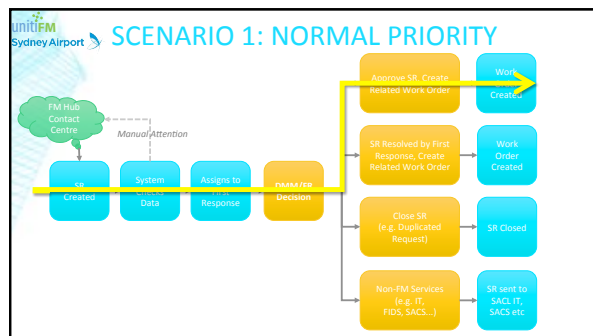 unitiFM
Sydney Airport
SCENARIO 1: NORMAL PRIORITY
FM Hub
Contact
Centre
Manual Attention
SR
Created
System
Checks
Data
Assigns to
First
Response
DMM/FR
Decision
Approve SR, Create
Related Work Order
Work
Created
SR Resolved by First
Response, Create
Related Work Order
Work
Order
Created
Close SR
(e.g. Duplicated
Request)
SR Closed
Non-FM Services
(e.g. IT,
FIDS, SACS...)
SR sent to
SACL IT,
SACS etc